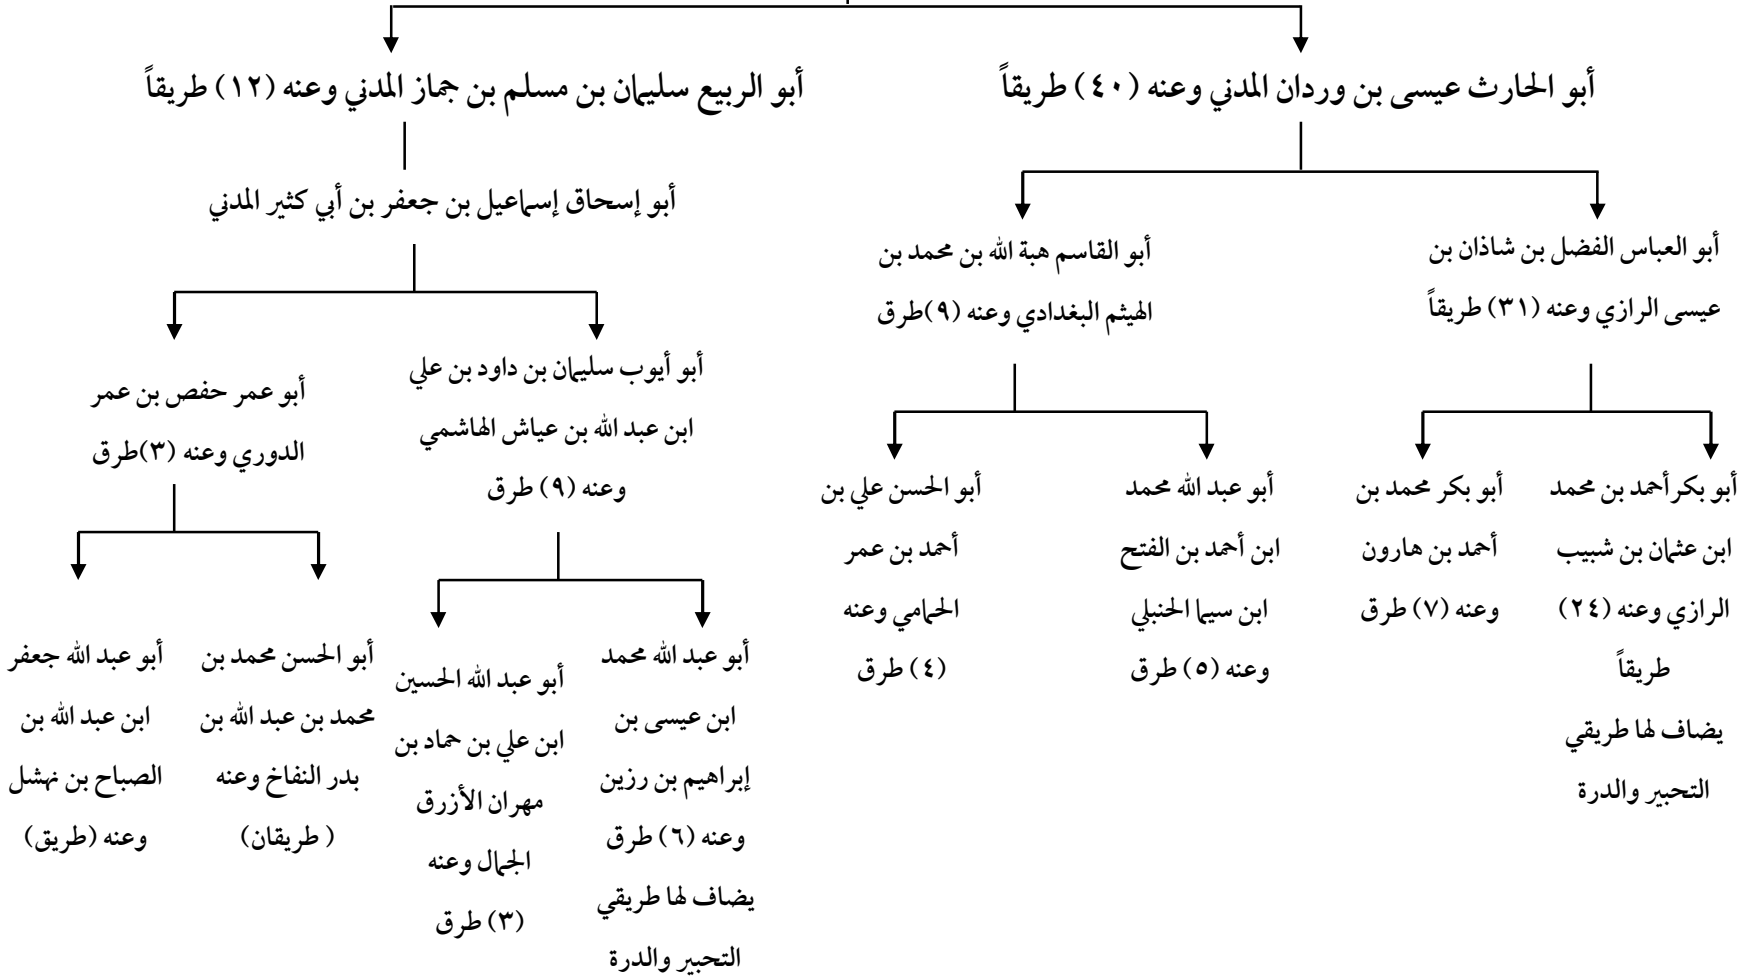 أبو الحارث عيسى بن وردان المدني وعنه (٤٠) طريقاً
أبو الربيع سليمان بن مسلم بن جماز المدني وعنه (١٢) طريقاً
أبو إسحاق إسماعيل بن جعفر بن أبي كثير المدني
أبو العباس الفضل بن شاذان بن
عيسى الرازي وعنه (٣١) طريقاً
أبو القاسم هبة الله بن محمد بن
الهيثم البغدادي وعنه (٩)طرق
أبو أيوب سليمان بن داود بن علي
ابن عبد الله بن عياش الهاشمي
وعنه (٩) طرق
أبو عمر حفص بن عمر
الدوري وعنه (٣)طرق
أبو بكرأحمد بن محمد
ابن عثمان بن شبيب
الرازي وعنه (٢٤)
طريقاً
يضاف لها طريقي
التحبير والدرة
أبو بكر محمد بن
أحمد بن هارون
وعنه (٧) طرق
أبو عبد الله محمد
ابن أحمد بن الفتح
ابن سيما الحنبلي
وعنه (٥) طرق
أبو الحسن علي بن
أحمد بن عمر
الحمامي وعنه
(٤) طرق
أبو عبد الله محمد
ابن عيسى بن
إبراهيم بن رزين
وعنه (٦) طرق
يضاف لها طريقي
التحبير والدرة
أبو عبد الله الحسين
ابن علي بن حماد بن
مهران الأزرق
الجمال وعنه
(٣) طرق
أبو الحسن محمد بن
محمد بن عبد الله بن
بدر النفاخ وعنه
( طريقان)
أبو عبد الله جعفر
ابن عبد الله بن
الصباح بن نهشل
وعنه (طريق)